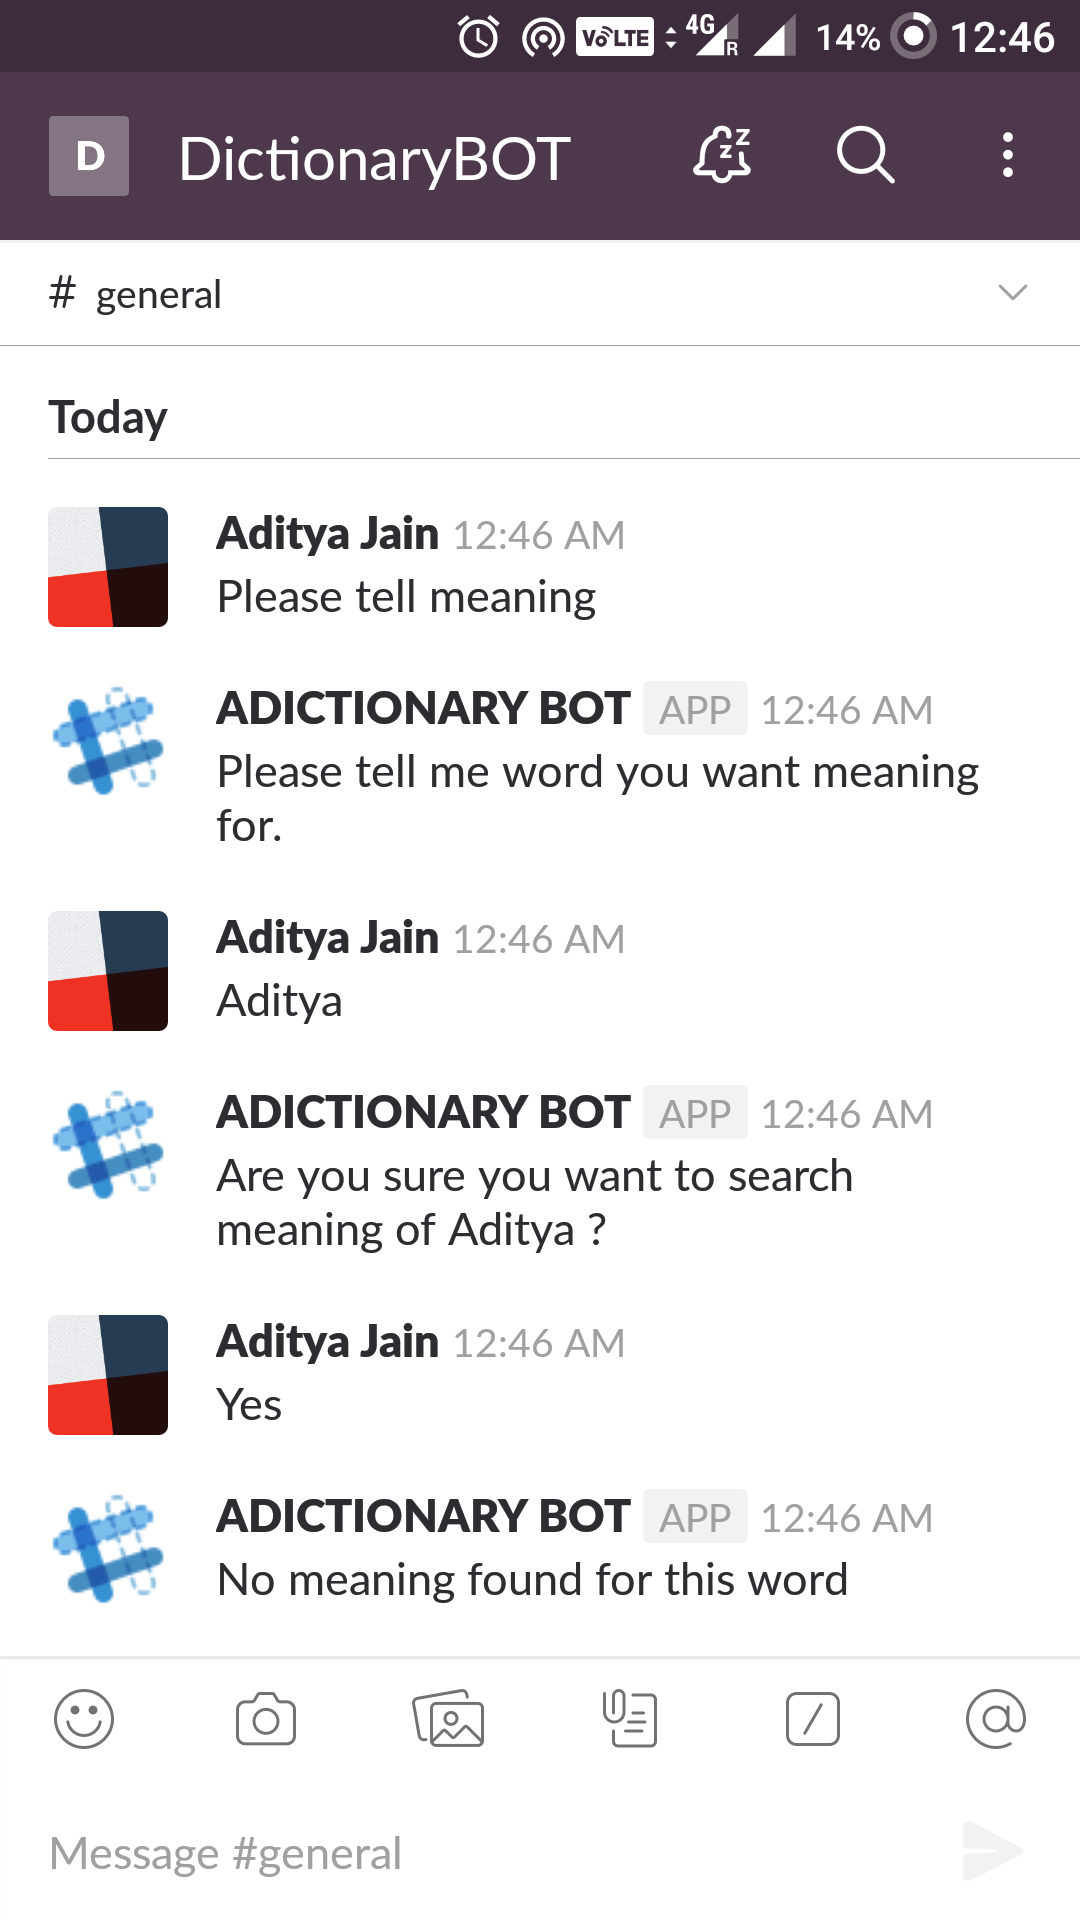 VoLTE 4G R 14% 12:46
D DictionaryBOT zzz
# general
Today
Aditya Jain 12:46 AM
Please tell meaning
ADICTIONARY BOT APP 12:46 AM
Please tell me word you want meaning
for.
Aditya Jain 12:46 AM
Aditya
ADICTIONARY BOT APP 12:46 AM
Are you sure you want to search
meaning of Aditya ?
Aditya Jain 12:46 AM
Yes
ADICTIONARY BOT APP 12:46 AM
No meaning found for this word
Message #general